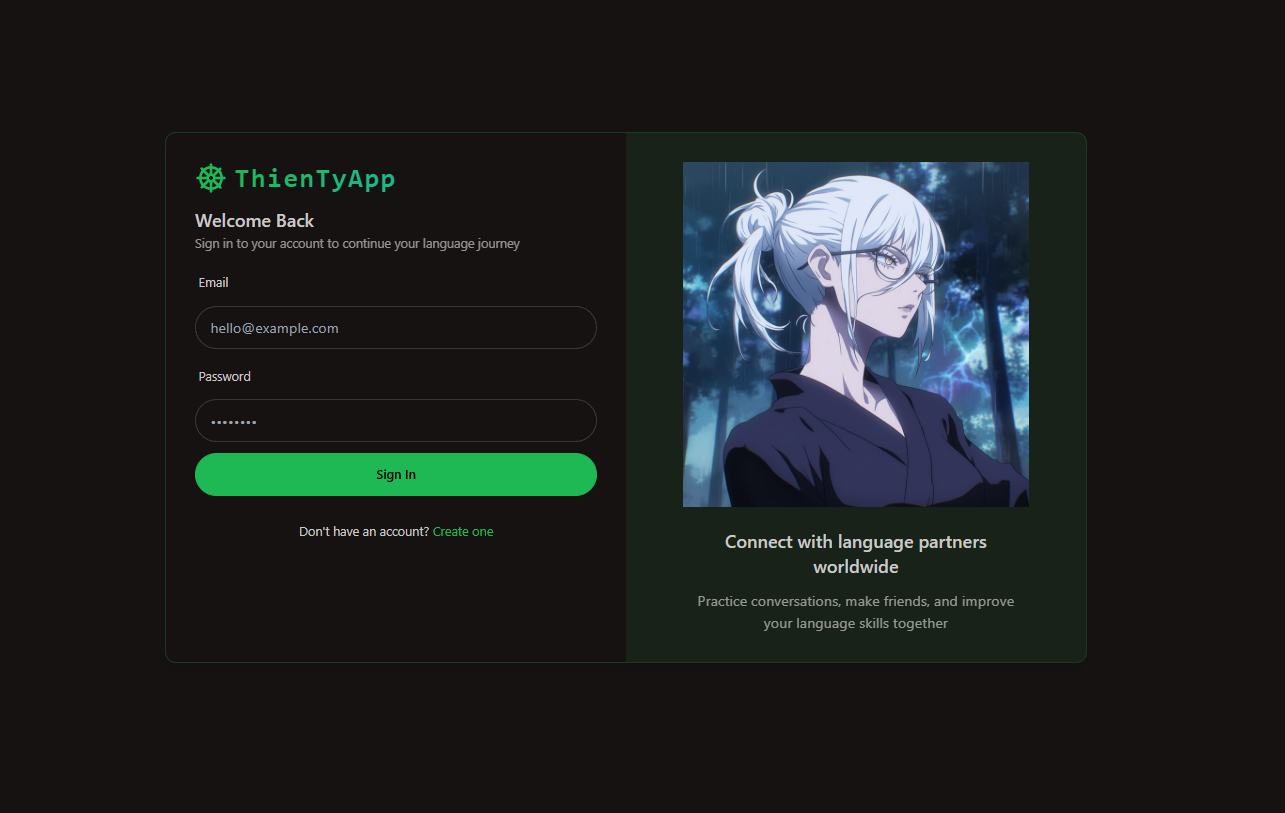 ThienTyApp
Welcome Back
Sign in to your account to continue your language journey
Email
hello@example.com
Password
••••••••
Sign In
Don't have an account? Create one
Connect with language partners
worldwide
Practice conversations, make friends, and improve
your language skills together